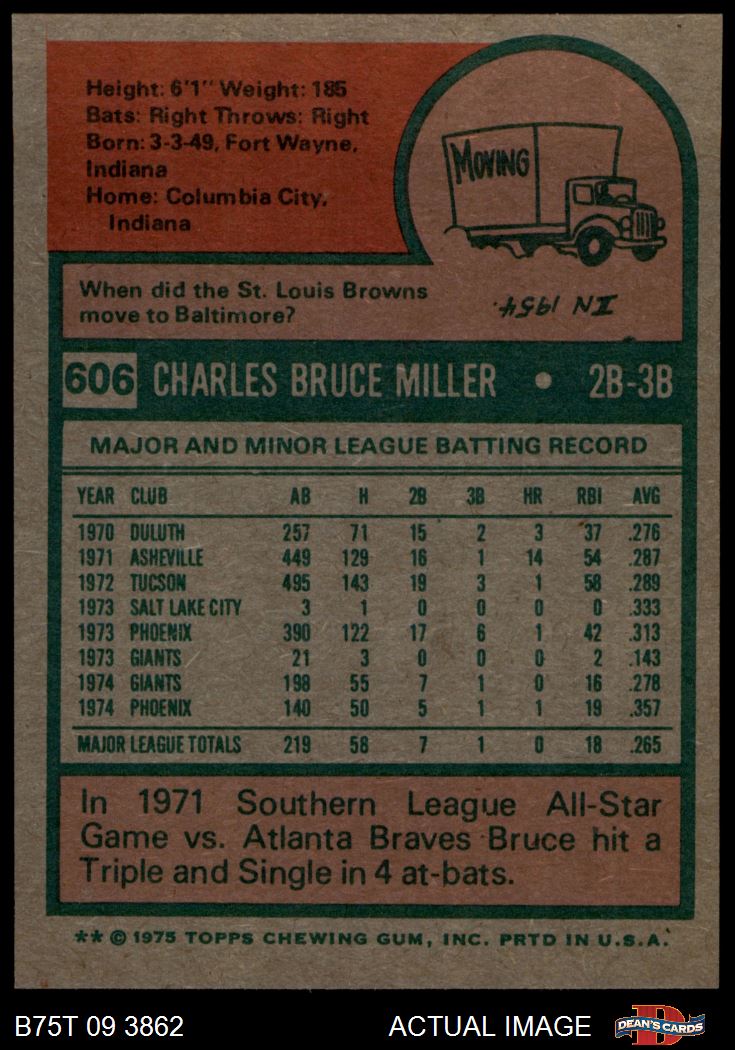 Height: 6'1" Weight: 185
Bats: Right Throws: Right
Born: 3-3-49, Fort Wayne,
Indiana
Home: Columbia City,
Indiana
MOVING
When did the St. Louis Browns
move to Baltimore?
IN 1954.
606 CHARLES BRUCE MILLER • 2B-3B
MAJOR AND MINOR LEAGUE BATTING RECORD
YEAR CLUB AB H 2B 3B HR RBI AVG
1970 DULUTH 257 71 15 2 3 37 .276
1971 ASHEVILLE 449 129 16 1 14 54 .287
1972 TUCSON 495 143 19 3 1 58 .289
1973 SALT LAKE CITY 3 1 0 0 0 0 .333
1973 PHOENIX 390 122 17 6 1 42 .313
1973 GIANTS 21 3 0 0 0 2 .143
1974 GIANTS 198 55 7 1 0 16 .278
1974 PHOENIX 140 50 5 1 1 19 .357
MAJOR LEAGUE TOTALS 219 58 7 1 0 18 .265
In 1971 Southern League All-Star
Game vs. Atlanta Braves Bruce hit a
Triple and Single in 4 at-bats.
** © 1975 TOPPS CHEWING GUM, INC. PRTD IN U.S.A.
B75T 09 3862 ACTUAL IMAGE DEAN'S CARDS